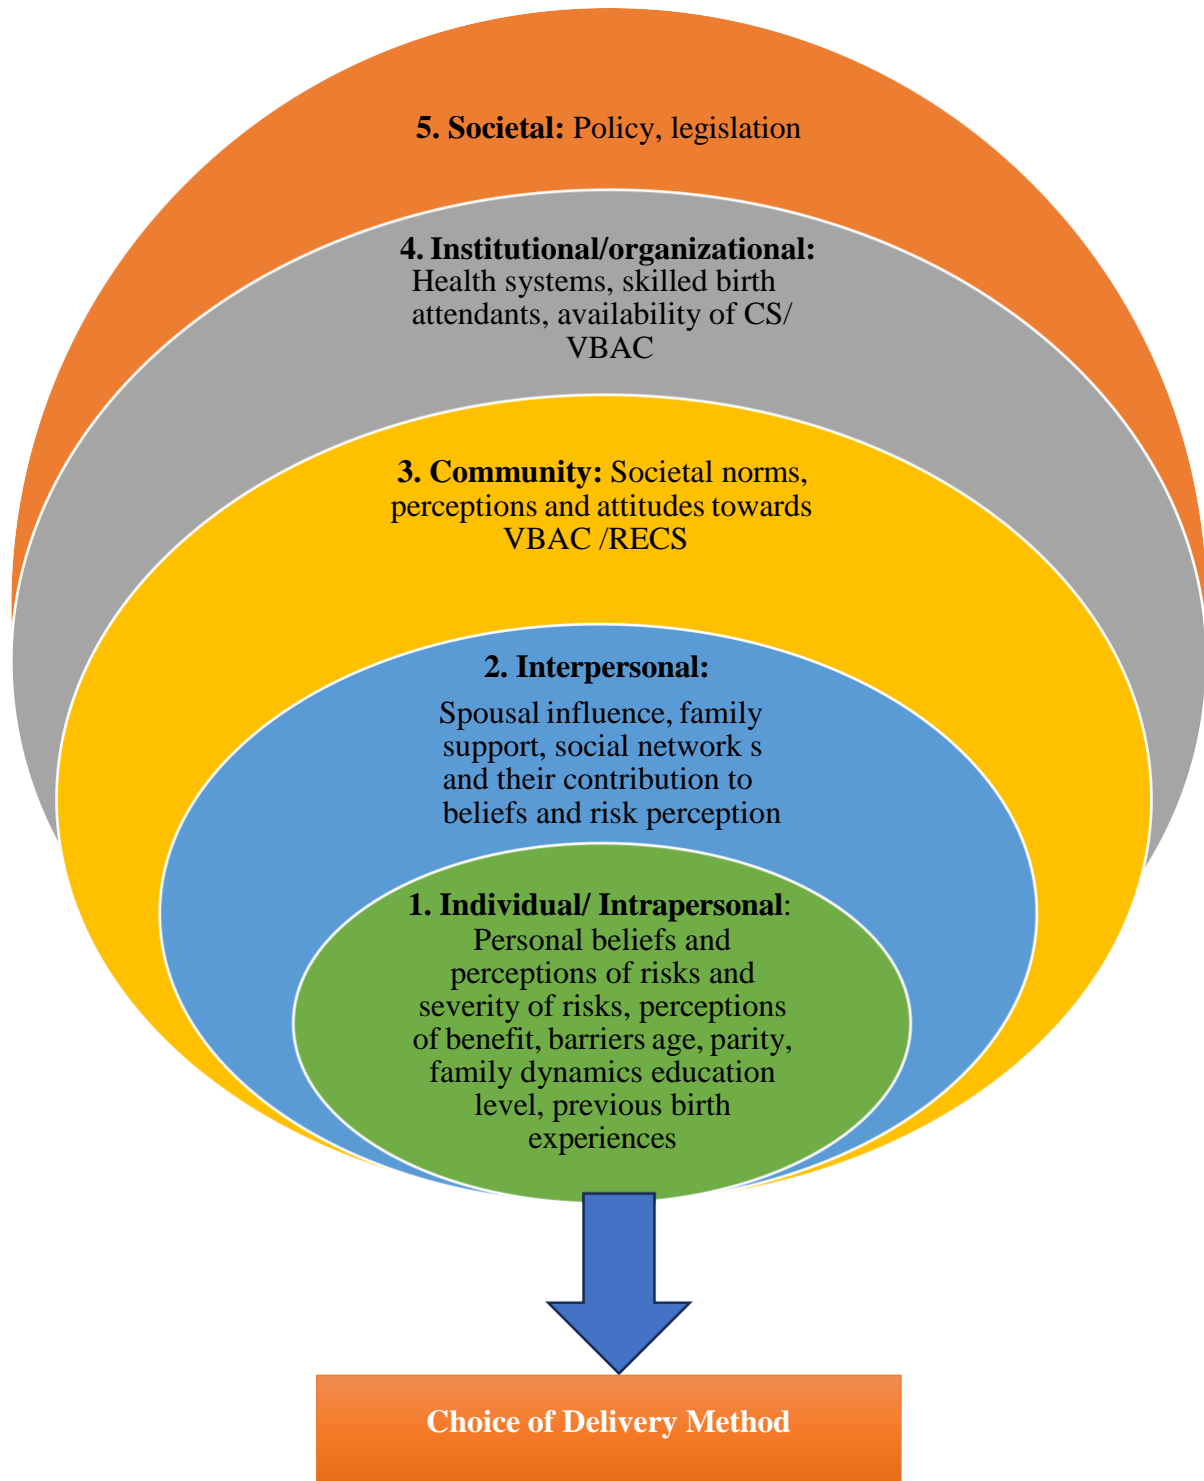 5. Societal: Policy, legislation
4. Institutional/organizational:
Health systems, skilled birth
attendants, availability of CS/
VBAC
3. Community: Societal norms,
perceptions and attitudes towards
VBAC /RECS
2. Interpersonal:
Spousal influence, family
support, social network s
and their contribution to
beliefs and risk perception
1. Individual/ Intrapersonal:
Personal beliefs and
perceptions of risks and
severity of risks, perceptions
of benefit, barriers age, parity,
family dynamics education
level, previous birth
experiences
Choice of Delivery Method